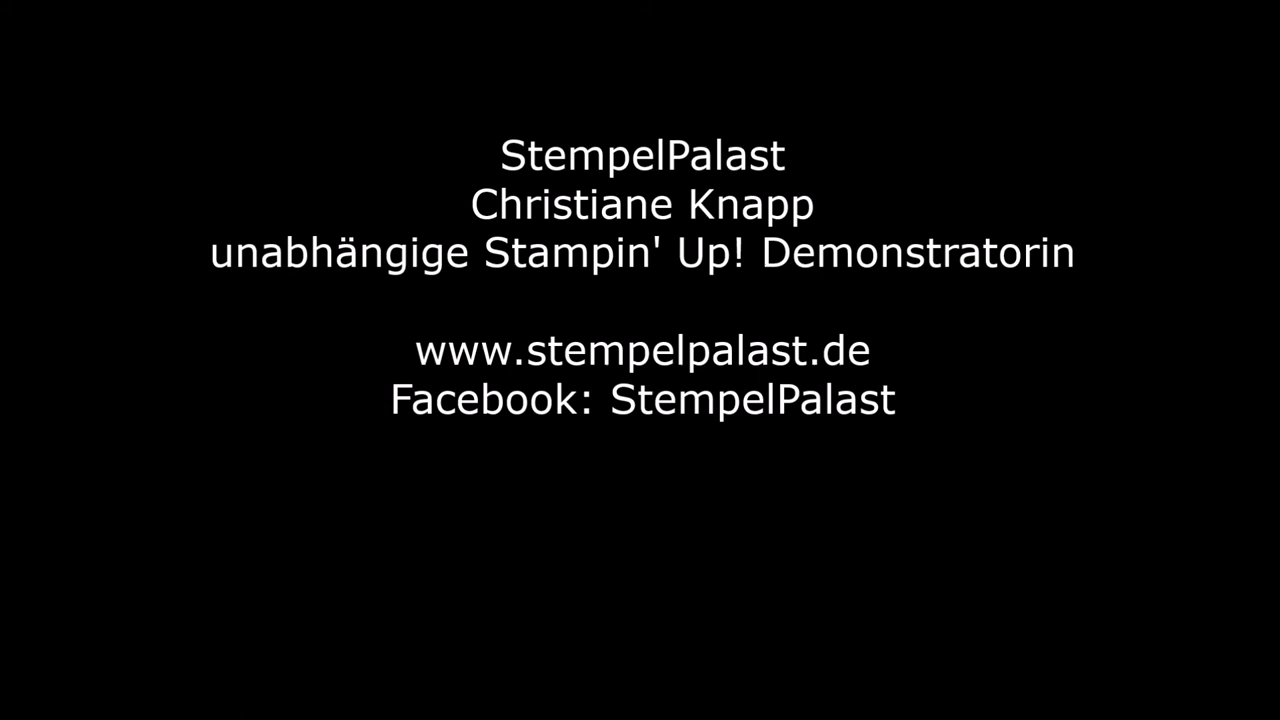 StempelPalast
Christiane Knapp
unabhängige Stampin' Up! Demonstratorin
www.stempelpalast.de
Facebook: StempelPalast